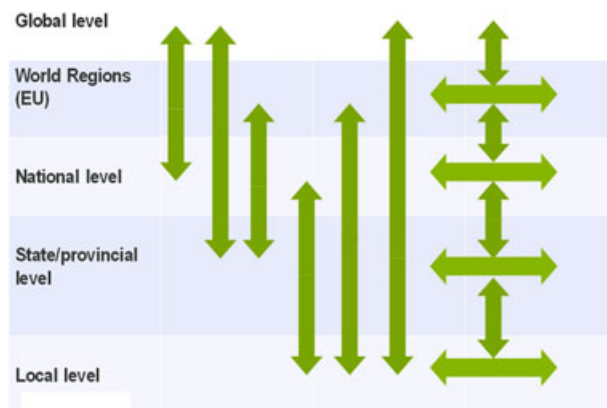 Global level
World Regions
(EU)
National level
State/provincial
level
Local level